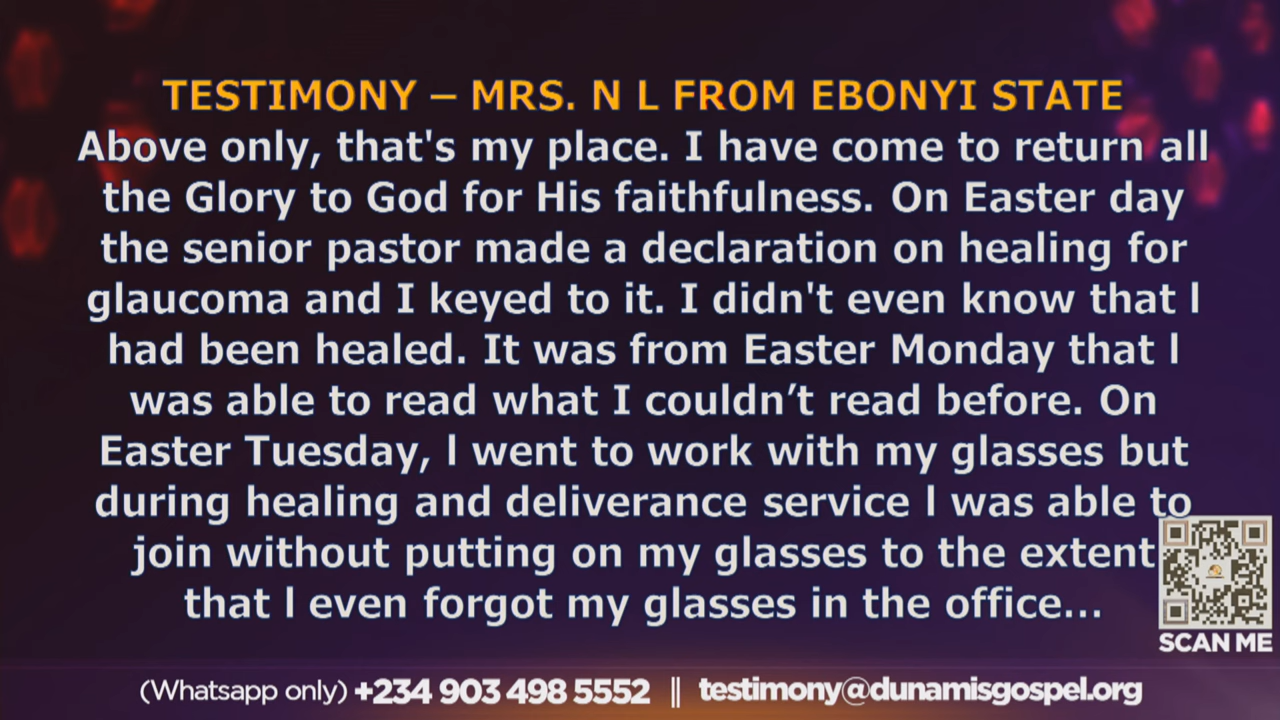 TESTIMONY – MRS. N L FROM EBONYI STATE
Above only, that's my place. I have come to return all
the Glory to God for His faithfulness. On Easter day
the senior pastor made a declaration on healing for
glaucoma and I keyed to it. I didn't even know that l
had been healed. It was from Easter Monday that l
was able to read what I couldn’t read before. On
Easter Tuesday, l went to work with my glasses but
during healing and deliverance service l was able to
join without putting on my glasses to the extent
that l even forgot my glasses in the office...
SCAN ME
(Whatsapp only) +234 903 498 5552 || testimony@dunamisgospel.org